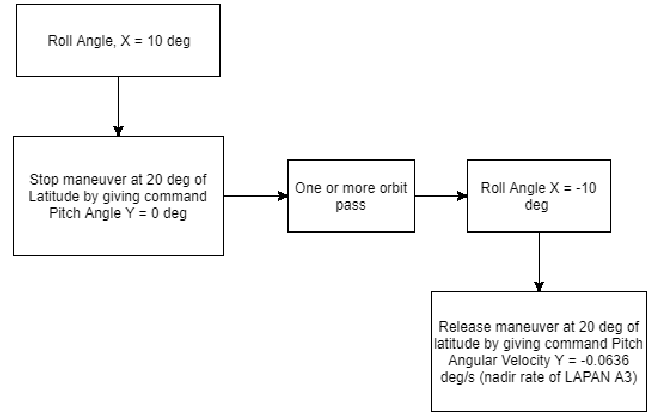 Roll Angle, X = 10 deg
Stop maneuver at 20 deg of
Latitude by giving command
Pitch Angle Y = 0 deg
One or more orbit
pass
Roll Angle X = -10
deg
Release maneuver at 20 deg of
latitude by giving command Pitch
Angular Velocity Y = -0.0636
deg/s (nadir rate of LAPAN A3)